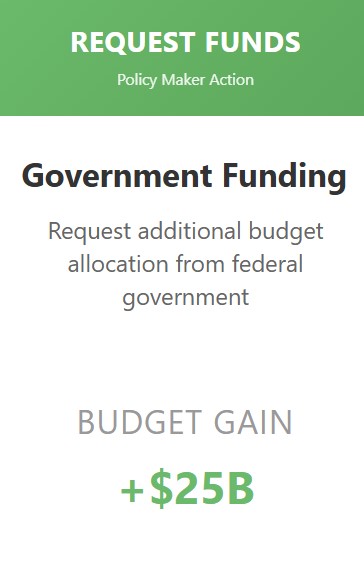 REQUEST FUNDS
Policy Maker Action
Government Funding
Request additional budget
allocation from federal
government
BUDGET GAIN
+$25B